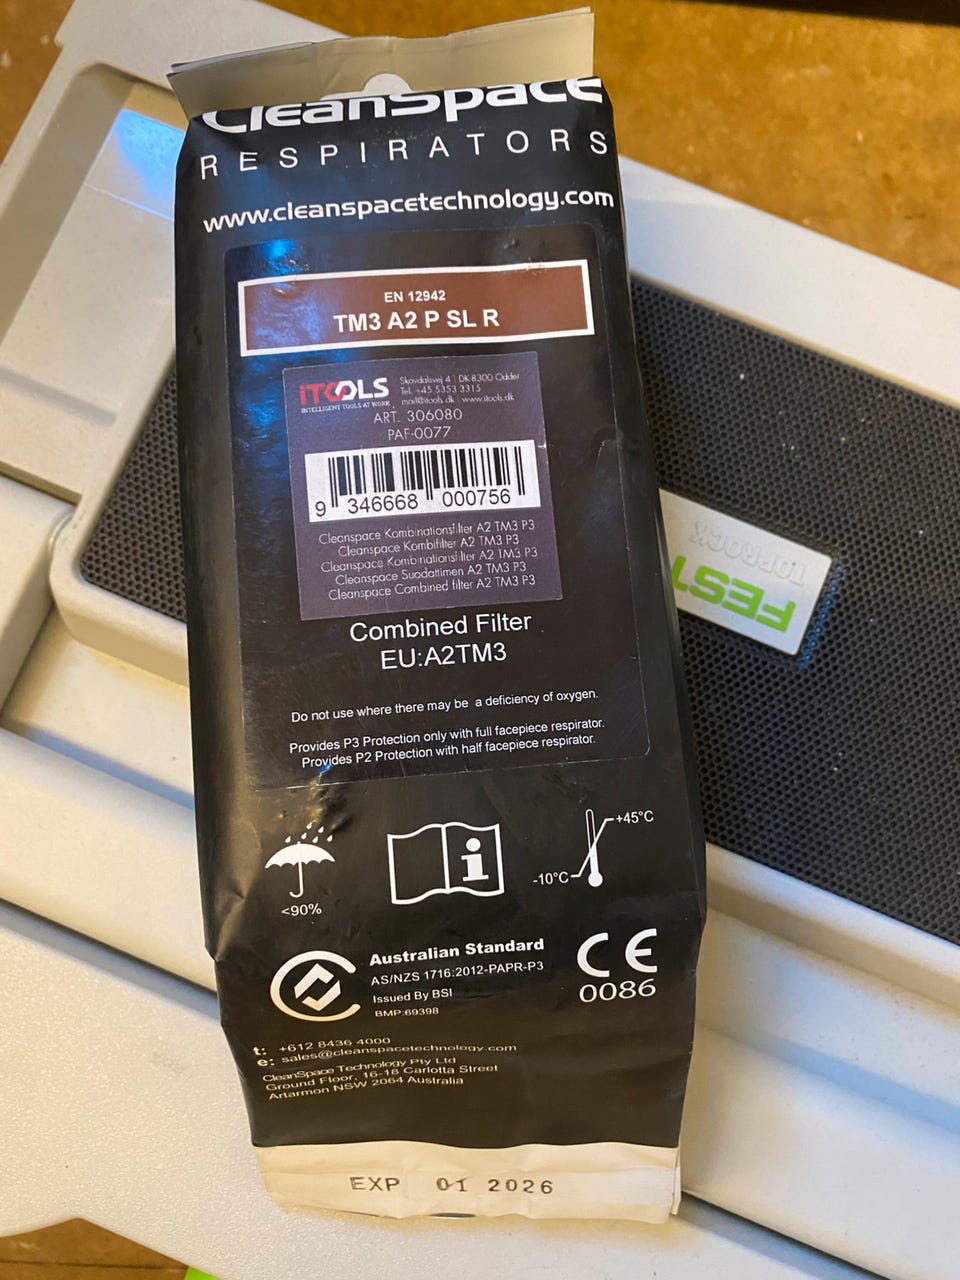 CleanSpace
RESPIRATORS
www.cleanspacetechnology.com
EN 12942
TM3 A2 P SL R
iTOOLS
INTELLIGENT TOOLS AT WORK
Skovdalsvej 4 DK-8300 Odder
Tel. +45 5353 3315
mail@itools.dk www.itools.dk
ART. 306080
PAF-0077
9 346668 000756
Cleanspace Kombinationsfilter A2 TM3 P3
Cleanspace Kombifilter A2 TM3 P3
Cleanspace Kombinationsfilter A2 TM3 P3
Cleanspace Suodattimen A2 TM3 P3
Cleanspace Combined filter A2 TM3 P3
Combined Filter
EU:A2TM3
Do not use where there may be a deficiency of oxygen.
Provides P3 Protection only with full facepiece respirator.
Provides P2 Protection with half facepiece respirator.
<90%
i
+45°C
-10°C
Australian Standard
AS/NZS 1716:2012-PAPR-P3
Issued By BSI
BMP:69398
CE
0086
t: +612 8436 4000
e: sales@cleanspacetechnology.com
CleanSpace Technology Pty Ltd
Ground Floor, 16-18 Carlotta Street
Artarmon NSW 2064 Australia
EXP 01 2026
FEST
TOPROCK